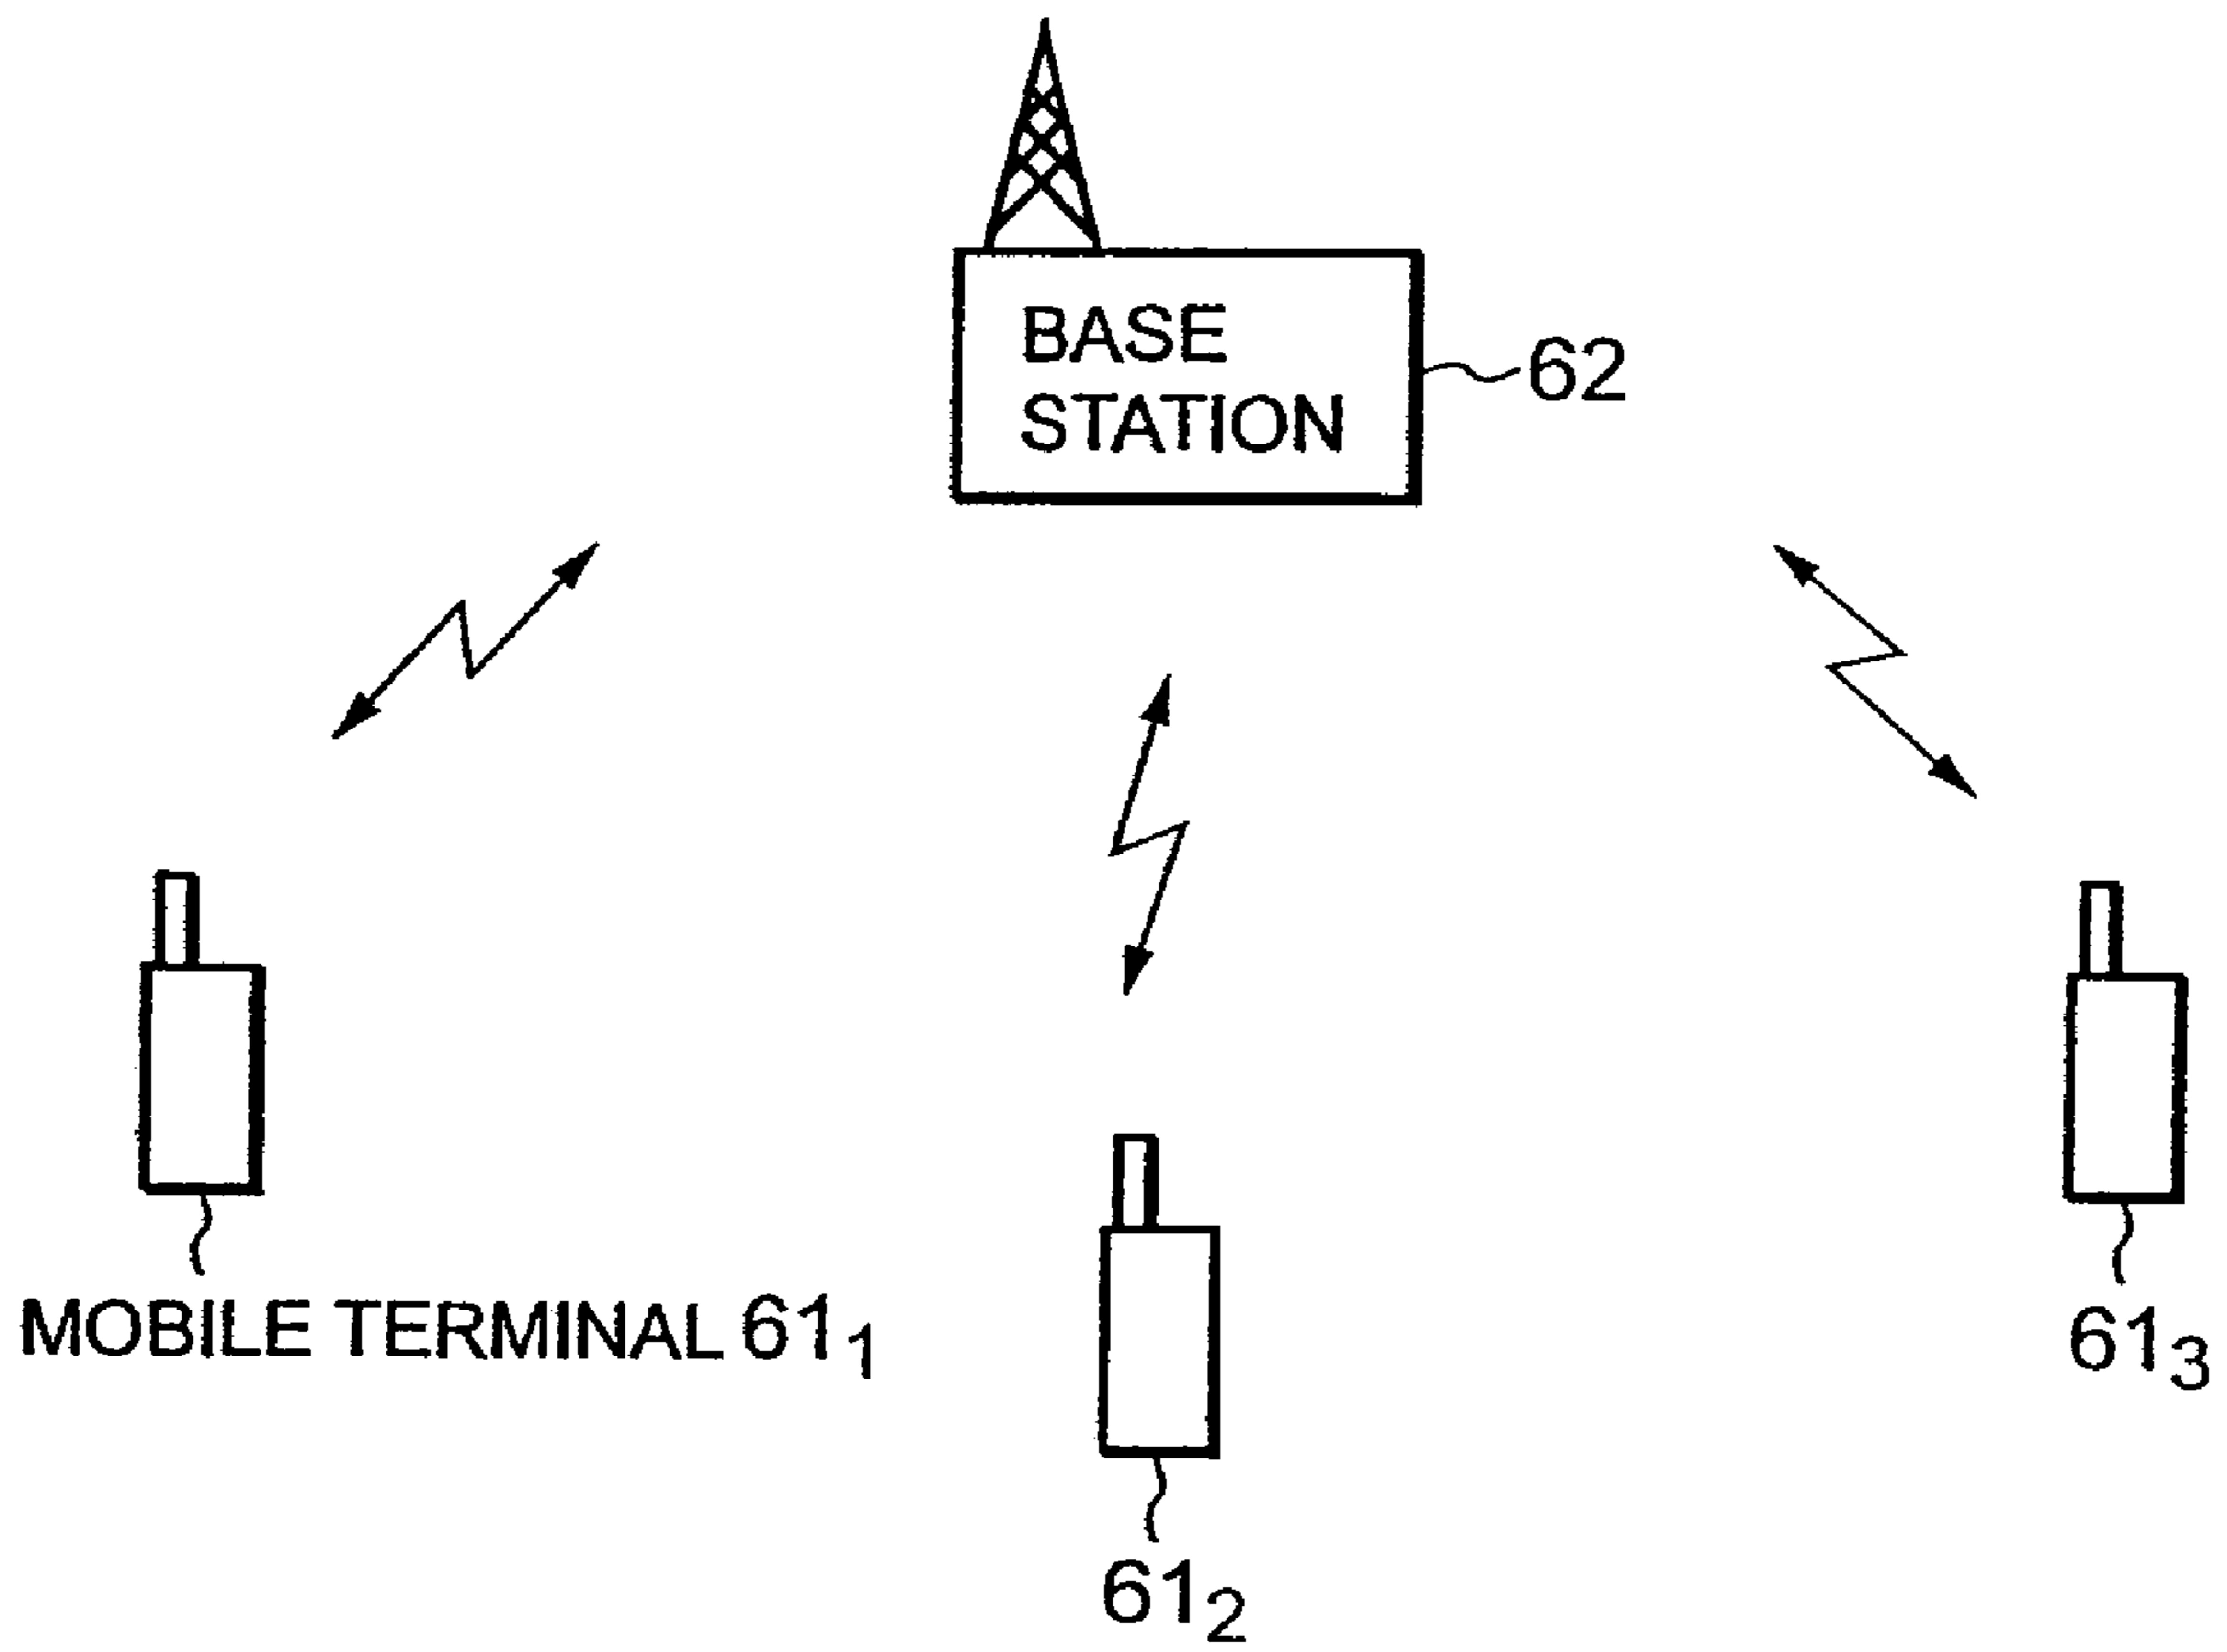 BASE
STATION
62
MOBILE TERMINAL 61₁
61₂
61₃